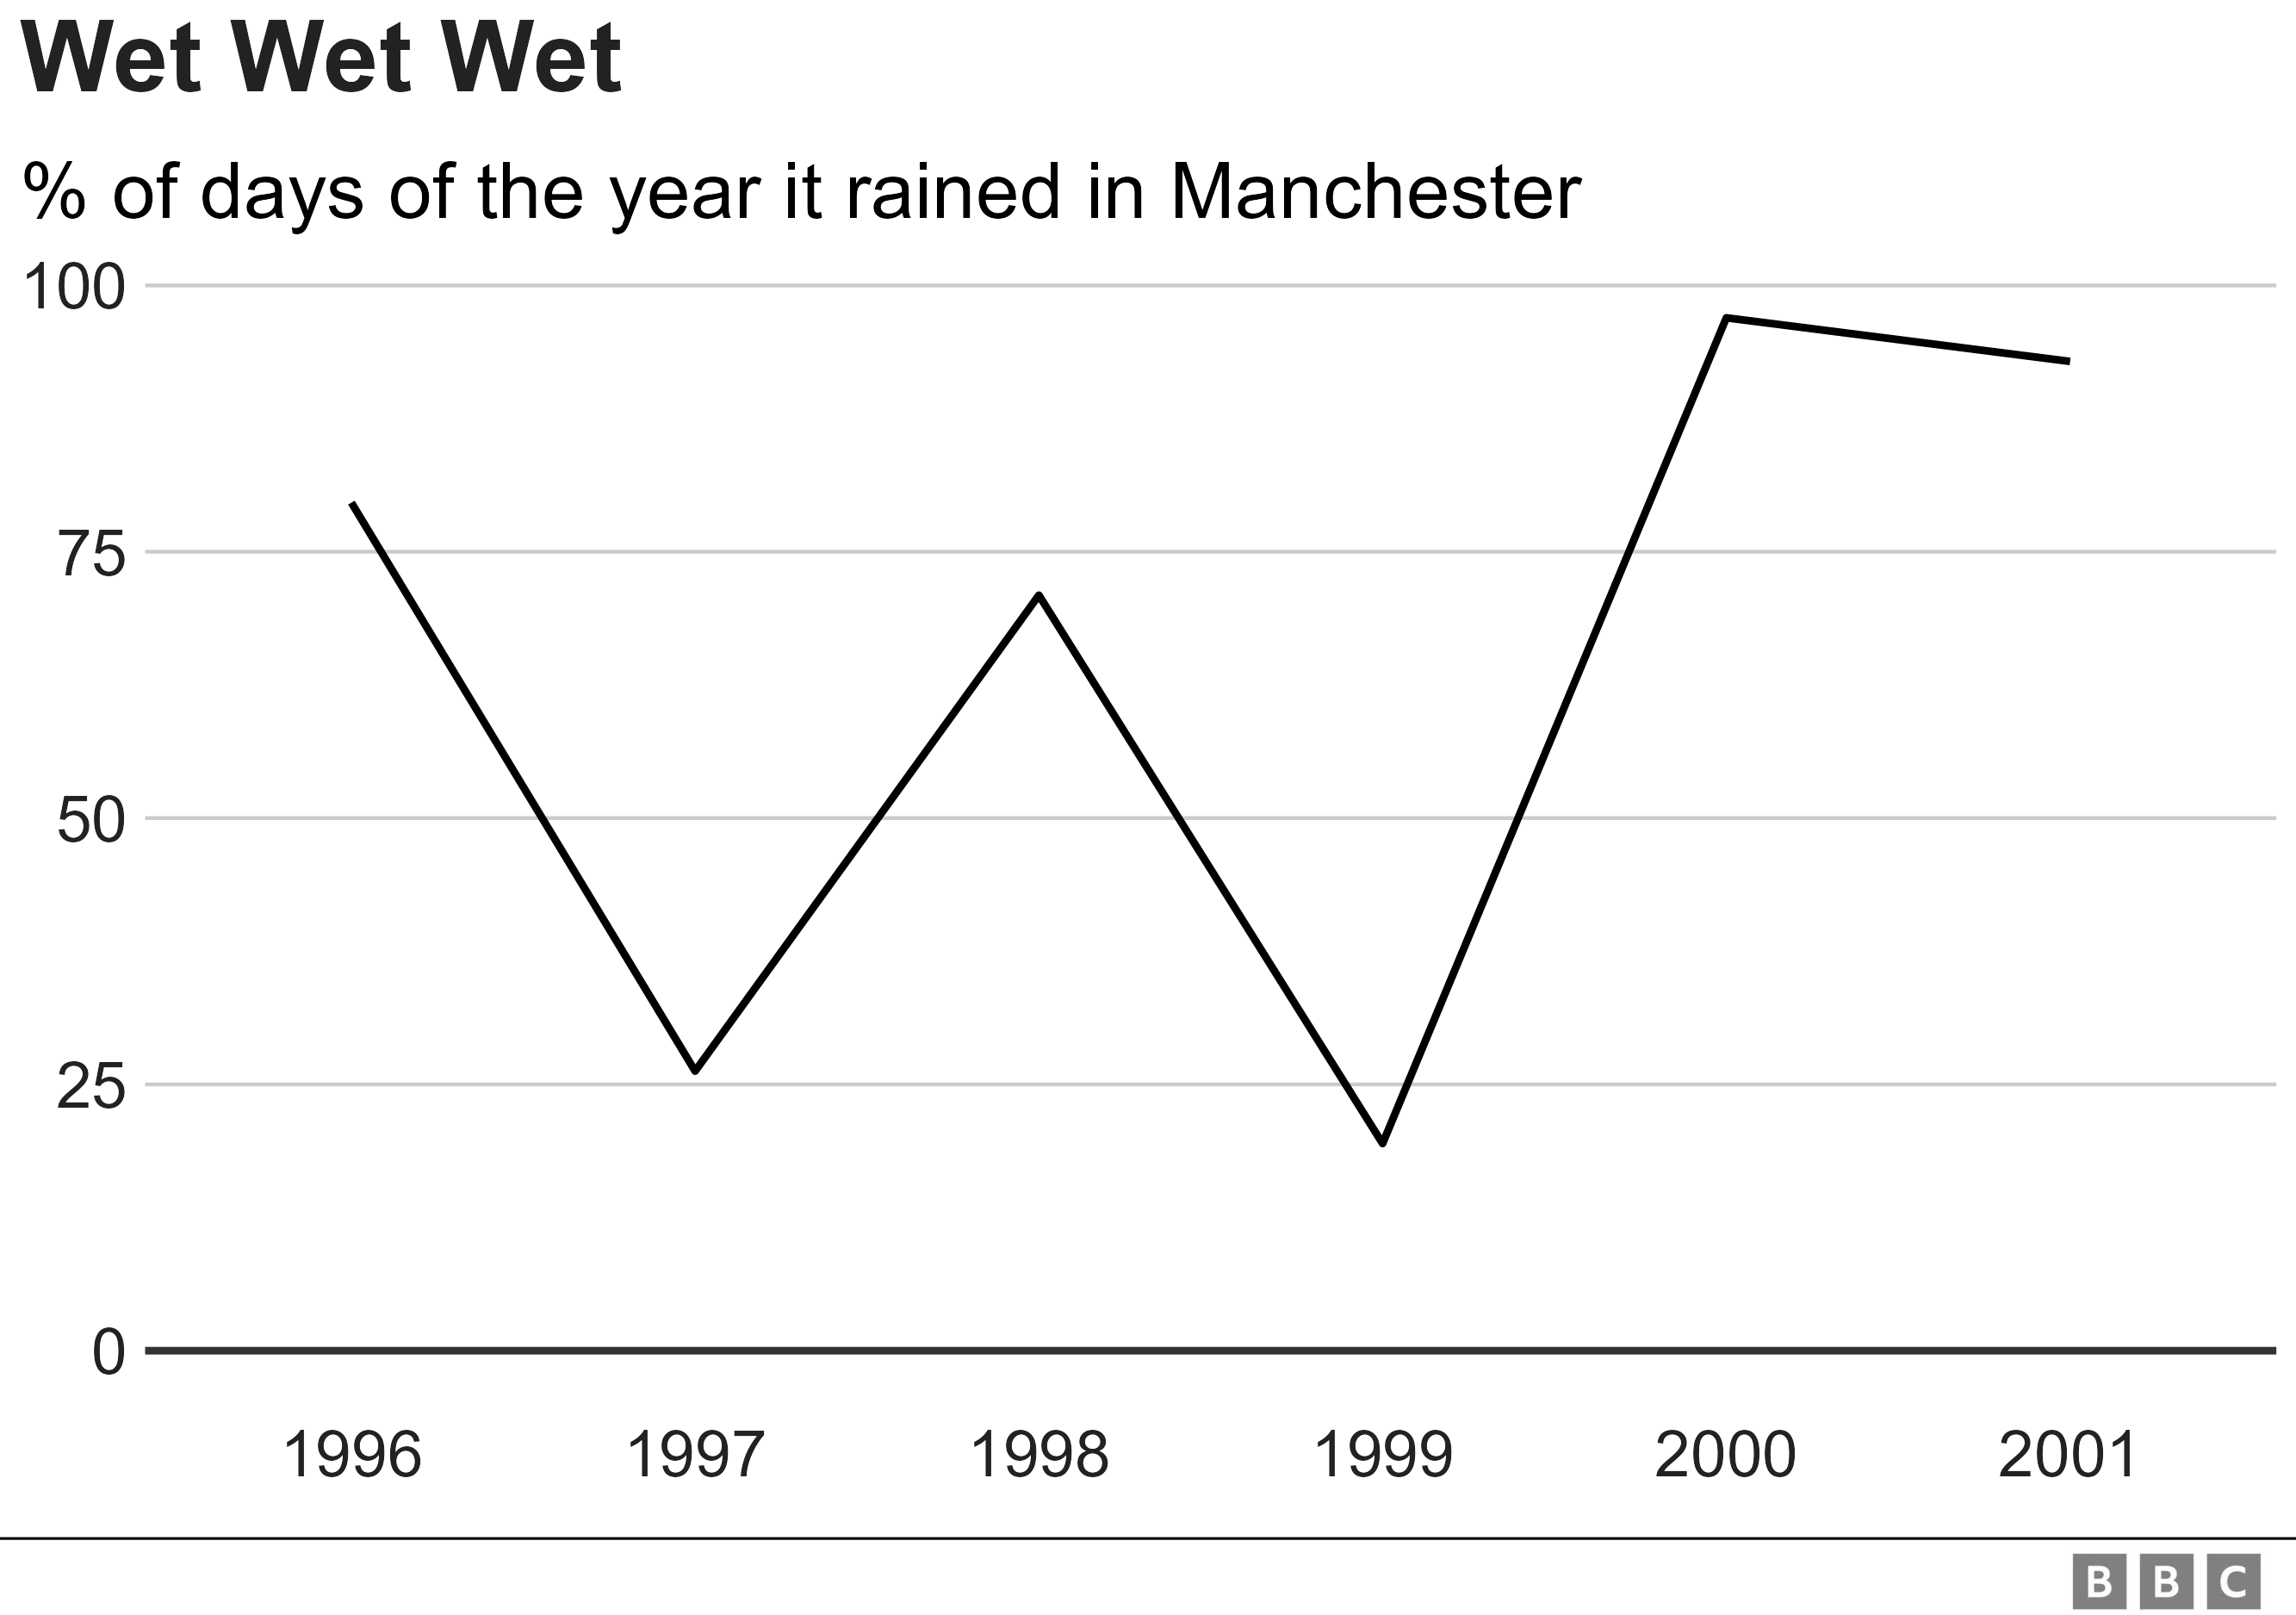 Wet Wet Wet
% of days of the year it rained in Manchester
100
75
50
25
0
1996 1997 1998 1999 2000 2001
BBC